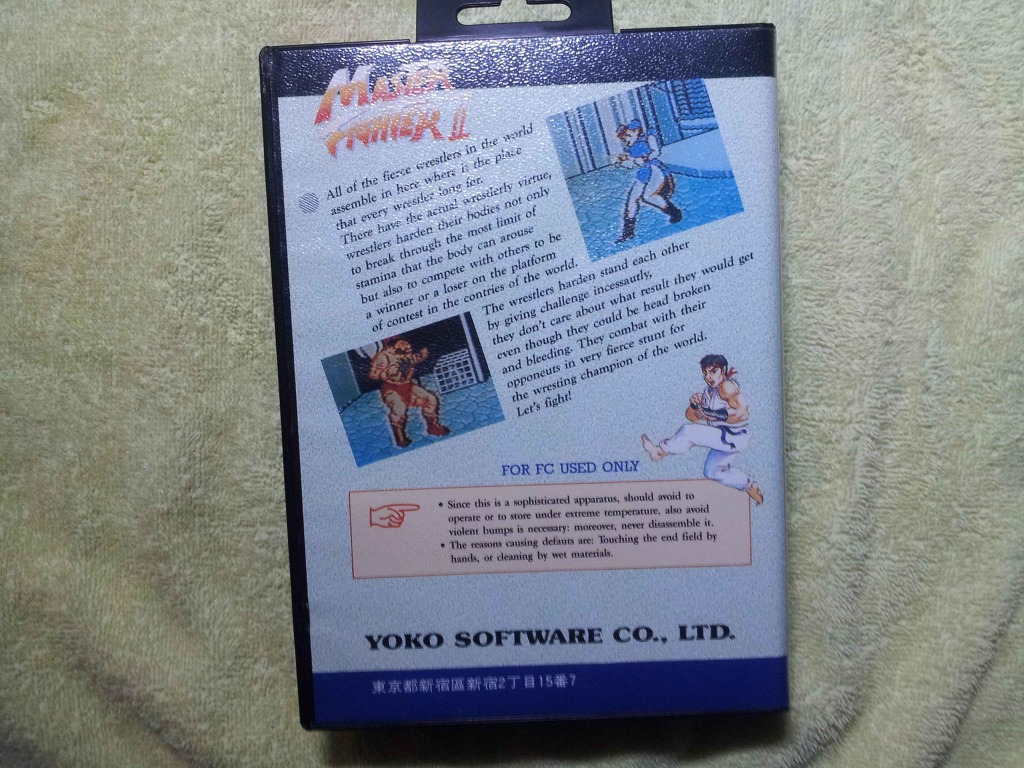 MASTER
FIGHTER II
All of the fierce wrestlers in the world
assemble in here where is the place
that every wrestler long for.
There have the actual wrestlerly virtue,
wrestlers harden their bodies not only
to break through the most limit of
stamina that the body can arouse
but also to compete with others to be
a winner or a loser on the platform
of contest in the contries of the world.
The wrestlers harden stand each other
by giving challenge incessautly,
they don't care about what result they would get
even though they could be head broken
and bleeding. They combat with their
opponeuts in very fierce stunt for
the wresting champion of the world.
Let's fight!
FOR FC USED ONLY
• Since this is a sophisticated apparatus, should avoid to
operate or to store under extreme temperature, also avoid
violent bumps is necessary: moreover, never disassemble it.
• The reasons causing defauts are: Touching the end field by
hands, or cleaning by wet materials.
YOKO SOFTWARE CO., LTD.
東京都新宿區新宿2丁目15番7